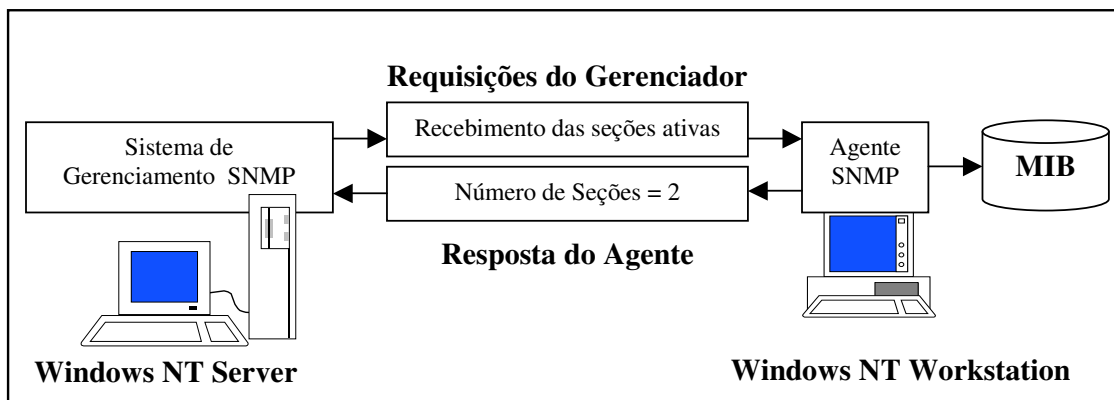 Requisições do Gerenciador
Sistema de
Gerenciamento SNMP
Recebimento das seções ativas
Número de Seções = 2
Agente
SNMP
MIB
Resposta do Agente
Windows NT Server
Windows NT Workstation